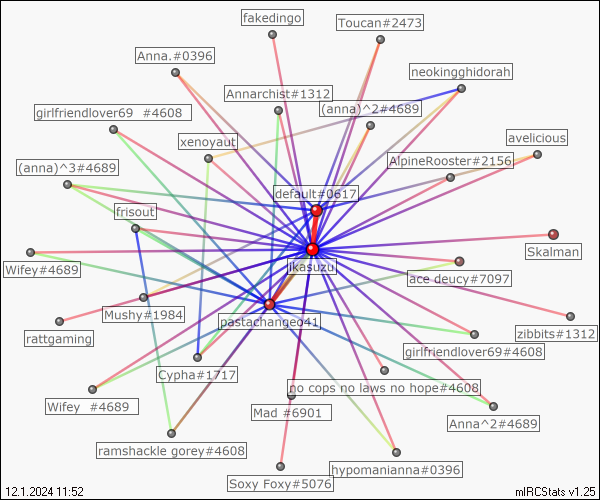 fakedingo
Toucan#2473
Anna.#0396
neokingghidorah
Annarchist#1312
girlfriendlover69   #4608
(anna)^2#4689
avelicious
xenoyaut
AlpineRooster#2156
(anna)^3#4689
default#0617
frisout
Skalman
ikasuzu
Wifey#4689
ace deucy#7097
Mushy#1984
pastachangeo41
zibbits#1312
rattgaming
girlfriendlover69#4608
Cypha#1717
no cops no laws no hope#4608
Wifey   #4689
Mad   #6901
Anna^2#4689
ramshackle gorey#4608
hypomanianna#0396
Soxy Foxy#5076
12.1.2024 11:52
mIRCStats v1.25